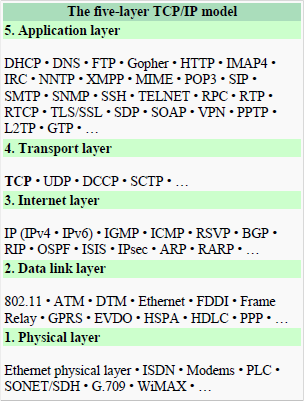 The five-layer TCP/IP model
5. Application layer
DHCP • DNS • FTP • Gopher • HTTP • IMAP4 •
IRC • NNTP • XMPP • MIME • POP3 • SIP •
SMTP • SNMP • SSH • TELNET • RPC • RTP •
RTCP • TLS/SSL • SDP • SOAP • VPN • PPTP •
L2TP • GTP • …
4. Transport layer
TCP • UDP • DCCP • SCTP • …
3. Internet layer
IP (IPv4 • IPv6) • IGMP • ICMP • RSVP • BGP •
RIP • OSPF • ISIS • IPsec • ARP • RARP • …
2. Data link layer
802.11 • ATM • DTM • Ethernet • FDDI • Frame
Relay • GPRS • EVDO • HSPA • HDLC • PPP • …
1. Physical layer
Ethernet physical layer • ISDN • Modems • PLC •
SONET/SDH • G.709 • WiMAX • …